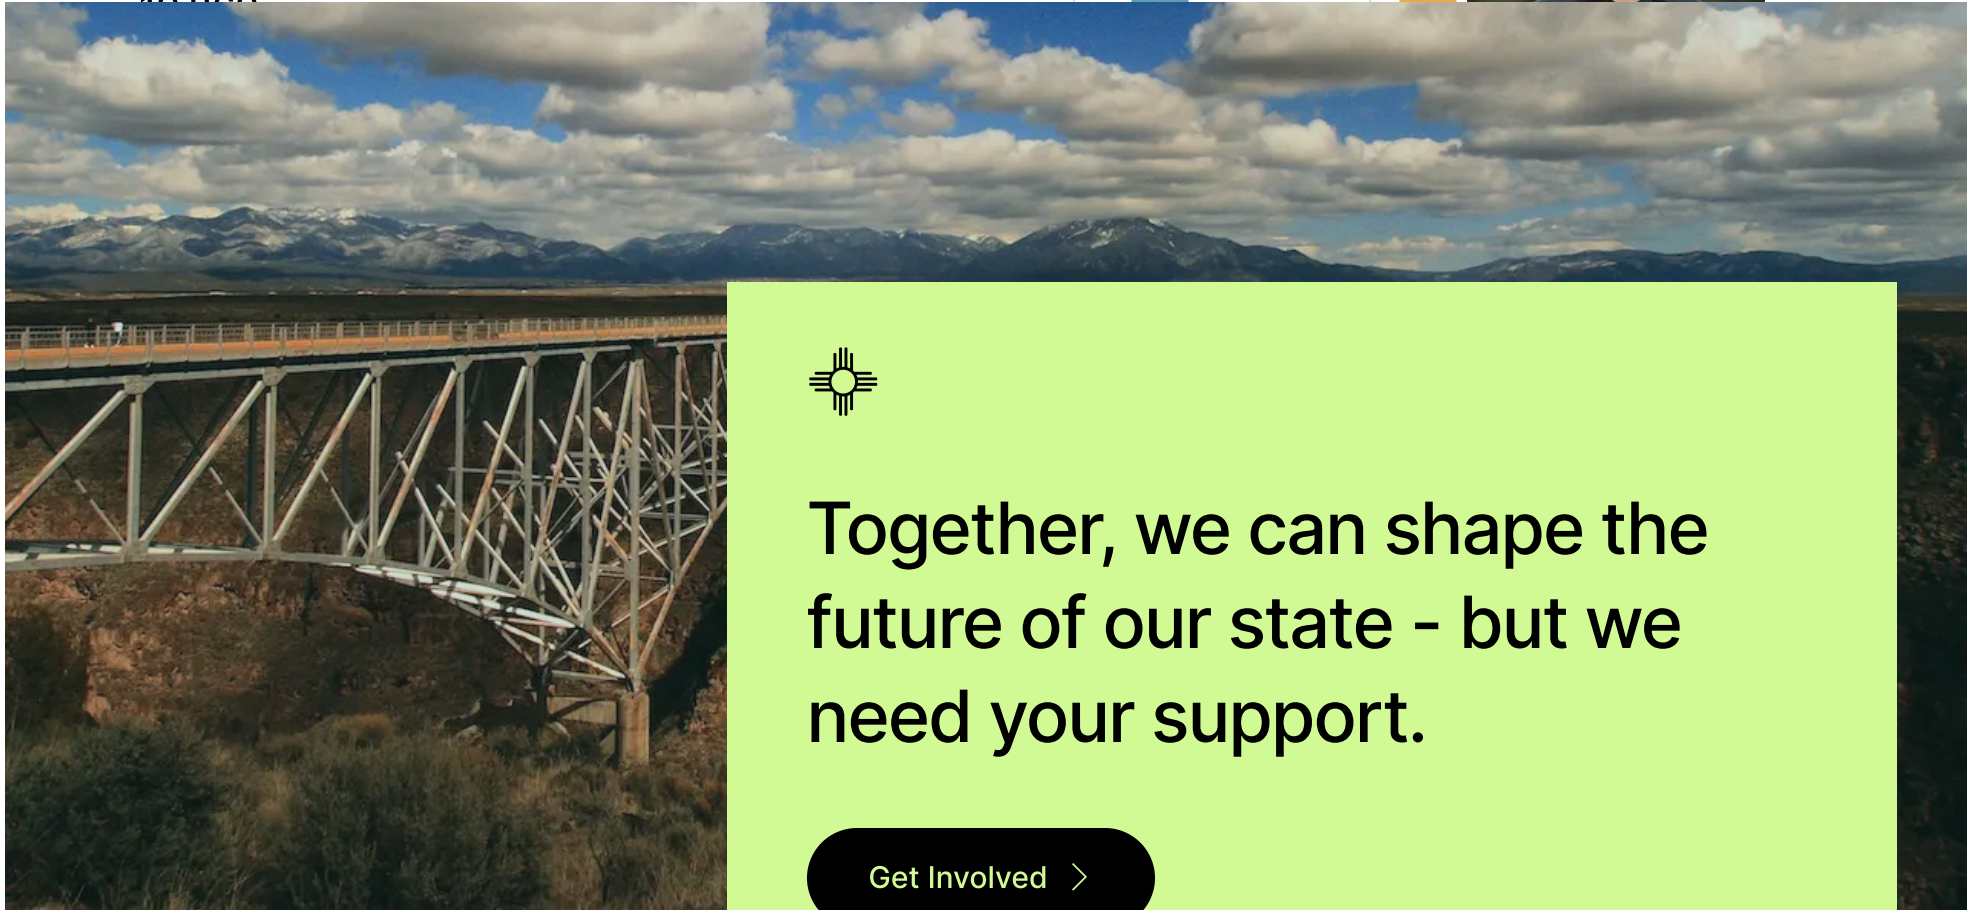 Together, we can shape the
future of our state - but we
need your support.
Get Involved